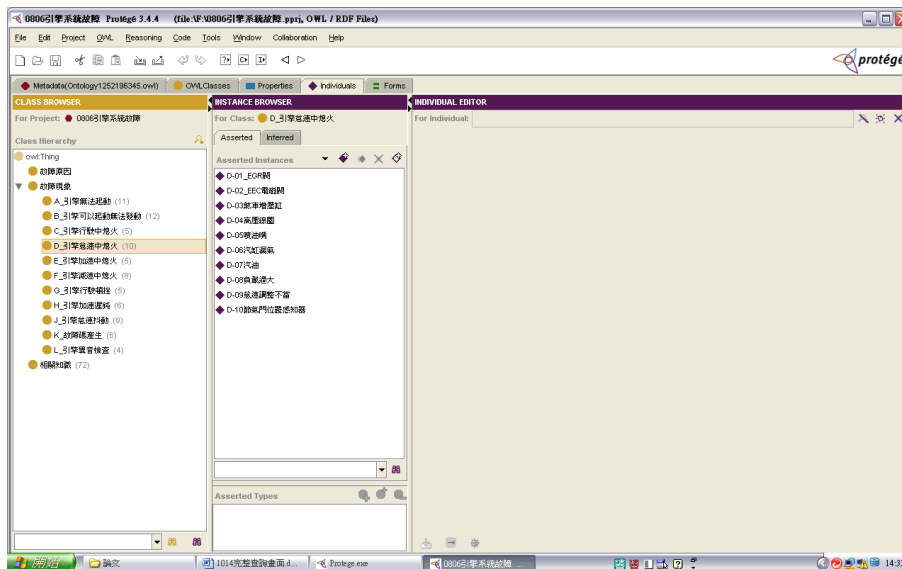 0806引擎系統故障 Protégé 3.4.4 (file:\F:\0806引擎系統故障.pprj, OWL / RDF Files)
File Edit Project OWL Reasoning Code Tools Window Collaboration Help
protégé
Metadata(Ontology1252196345.owl) OWLClasses Properties Individuals Forms
CLASS BROWSER
For Project: 0806引擎系統故障
Class Hierarchy
owl:Thing
故障原因
故障現象
A_引擎無法起動 (11)
B_引擎可以起動無法發動 (12)
C_引擎行駛中熄火 (5)
D_引擎怠速中熄火 (10)
E_引擎加速中熄火 (5)
F_引擎減速中熄火 (8)
G_引擎行駛頓挫 (5)
H_引擎加速遲鈍 (6)
J_引擎怠速抖動 (8)
K_故障碼產生 (6)
L_引擎異音檢查 (4)
相關知識 (72)
INSTANCE BROWSER
For Class: D_引擎怠速中熄火
Asserted Inferred
Asserted Instances
D-01_EGR閥
D-02_EEC電磁閥
D-03煞車增壓缸
D-04高壓線圈
D-05噴油嘴
D-06汽缸漏氣
D-07汽油
D-08負載過大
D-09怠速調整不當
D-10節氣門位置感知器
Asserted Types
INDIVIDUAL EDITOR
For Individual:
開始 論文 1014完整查詢畫面.d... Protege.exe 0806引擎系統故障 ... 14:3